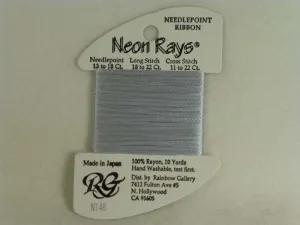 NEEDLEPOINT
RIBBON
Neon Rays®
Needlepoint Long Stitch Cross Stitch
13 to 18 Ct. 18 to 22 Ct. 11 to 22 Ct.
Made in Japan
RG
N148
100% Rayon, 10 Yards
Hand Washable, test first.
Dist. by Rainbow Gallery
7412 Fulton Ave #5
N. Hollywood
CA 91605